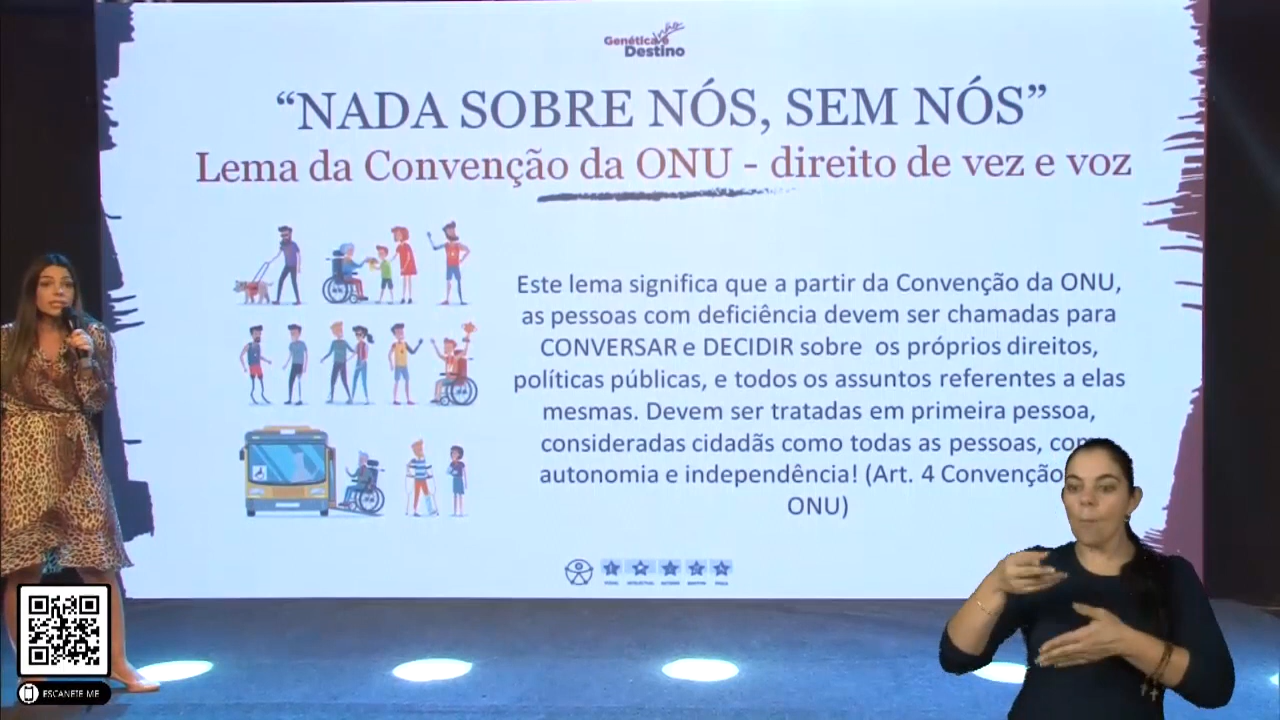 Genética não é
Destino
“NADA SOBRE NÓS, SEM NÓS”
Lema da Convenção da ONU - direito de vez e voz
Este lema significa que a partir da Convenção da ONU,
as pessoas com deficiência devem ser chamadas para
CONVERSAR e DECIDIR sobre os próprios direitos,
políticas públicas, e todos os assuntos referentes a elas
mesmas. Devem ser tratadas em primeira pessoa,
consideradas cidadãs como todas as pessoas, com
autonomia e independência! (Art. 4 Convenção
ONU)
ESCANEIE ME